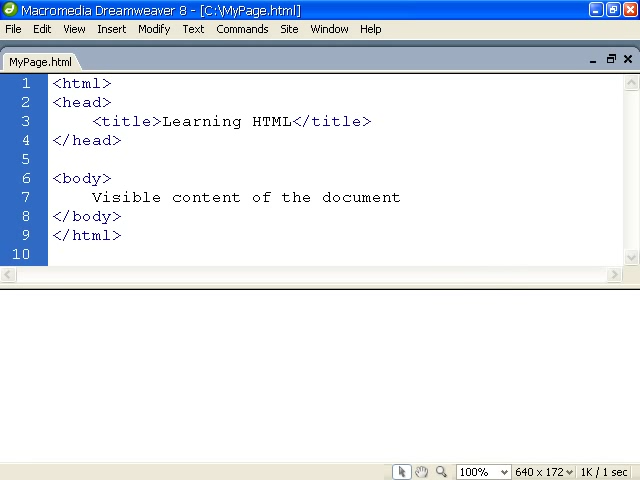 Macromedia Dreamweaver 8 - [C:\MyPage.html]
File Edit View Insert Modify Text Commands Site Window Help
MyPage.html
1 <html>
2 <head>
3 <title>Learning HTML</title>
4 </head>
5
6 <body>
7 Visible content of the document
8 </body>
9 </html>
10
100% 640 x 172 1K / 1 sec